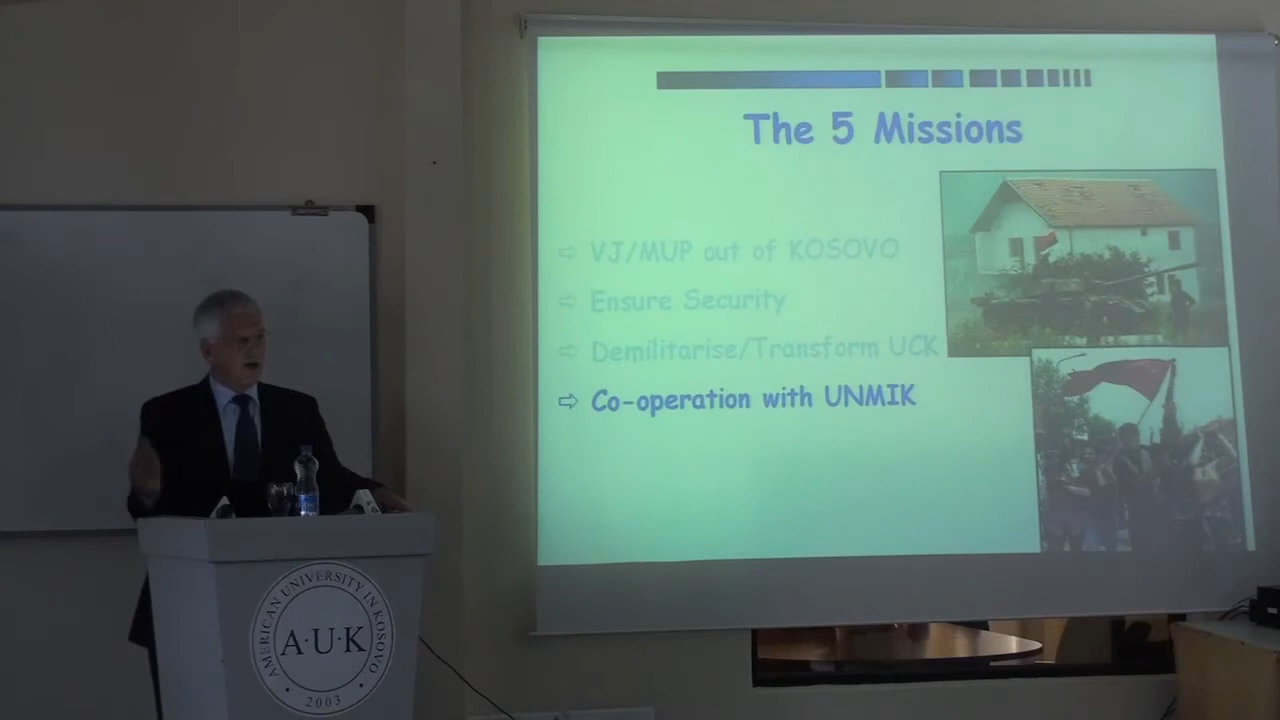 The 5 Missions
⇨ VJ/MUP out of KOSOVO
⇨ Ensure Security
⇨ Demilitarise/Transform UCK
⇨ Co-operation with UNMIK
AMERICAN UNIVERSITY IN KOSOVO
A·U·K
2003